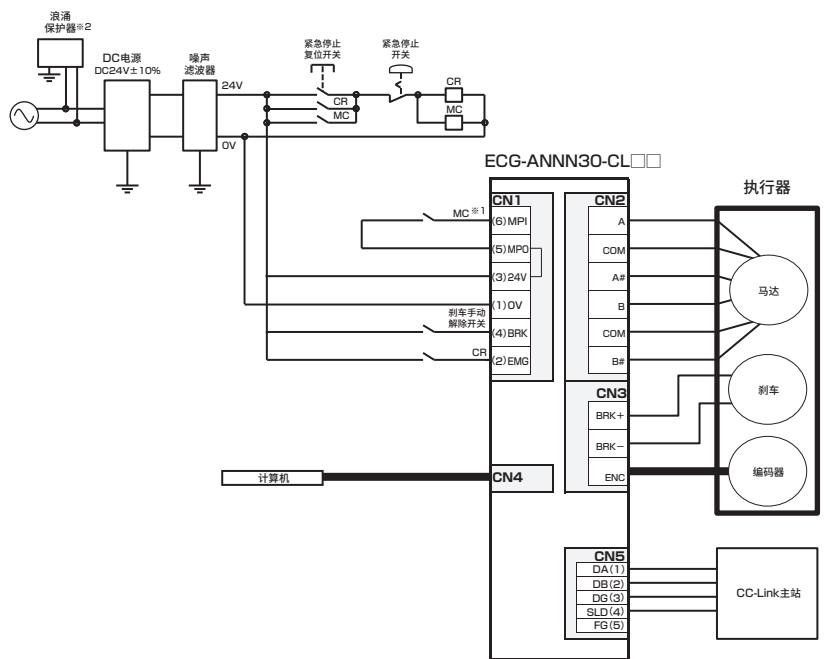 浪涌
保护器※2
DC电源
DC24V±10%
噪声
滤波器
24V
0V
紧急停止
复位开关
紧急停止
开关
CR
MC
CR
MC
ECG-ANNN30-CL□□
执行器
CN1
MC※1
(6)MPI
(5)MPO
(3)24V
(1)0V
刹车手动
解除开关
(4)BRK
CR
(2)EMG
CN2
A
COM
A#
B
COM
B#
马达
CN3
BRK+
BRK−
ENC
刹车
编码器
计算机
CN4
CN5
DA(1)
DB(2)
DG(3)
SLD(4)
FG(5)
CC-Link主站